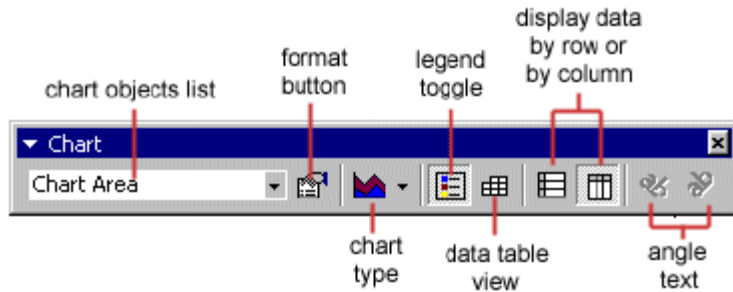 display data
by row or
by column
format
button
legend
toggle
chart objects list
Chart
Chart Area
chart
type
data table
view
angle
text